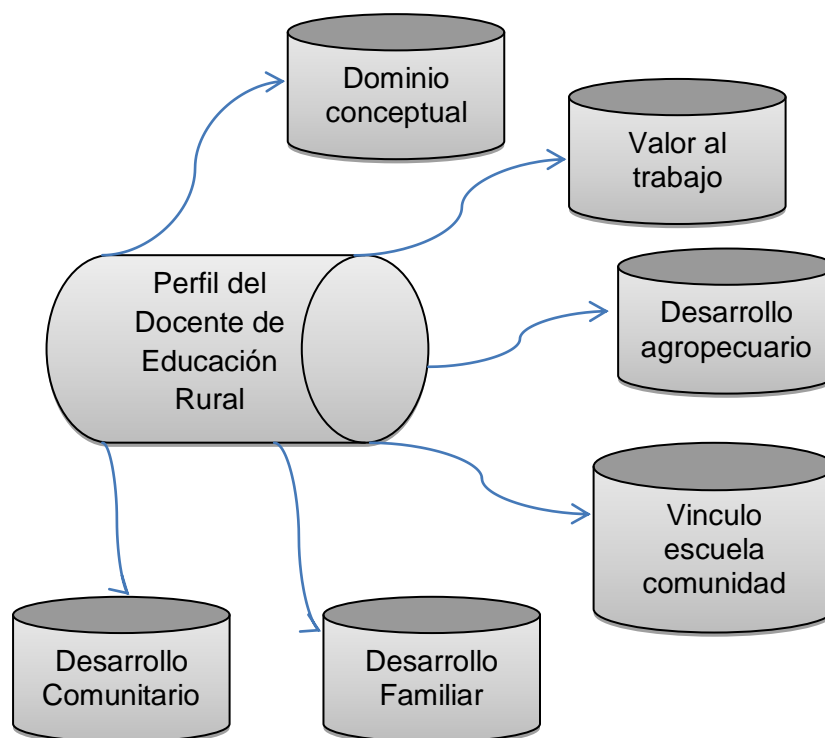 Dominio
conceptual
Valor al
trabajo
Perfil del
Docente de
Educación
Rural
Desarrollo
agropecuario
Vinculo
escuela
comunidad
Desarrollo
Comunitario
Desarrollo
Familiar